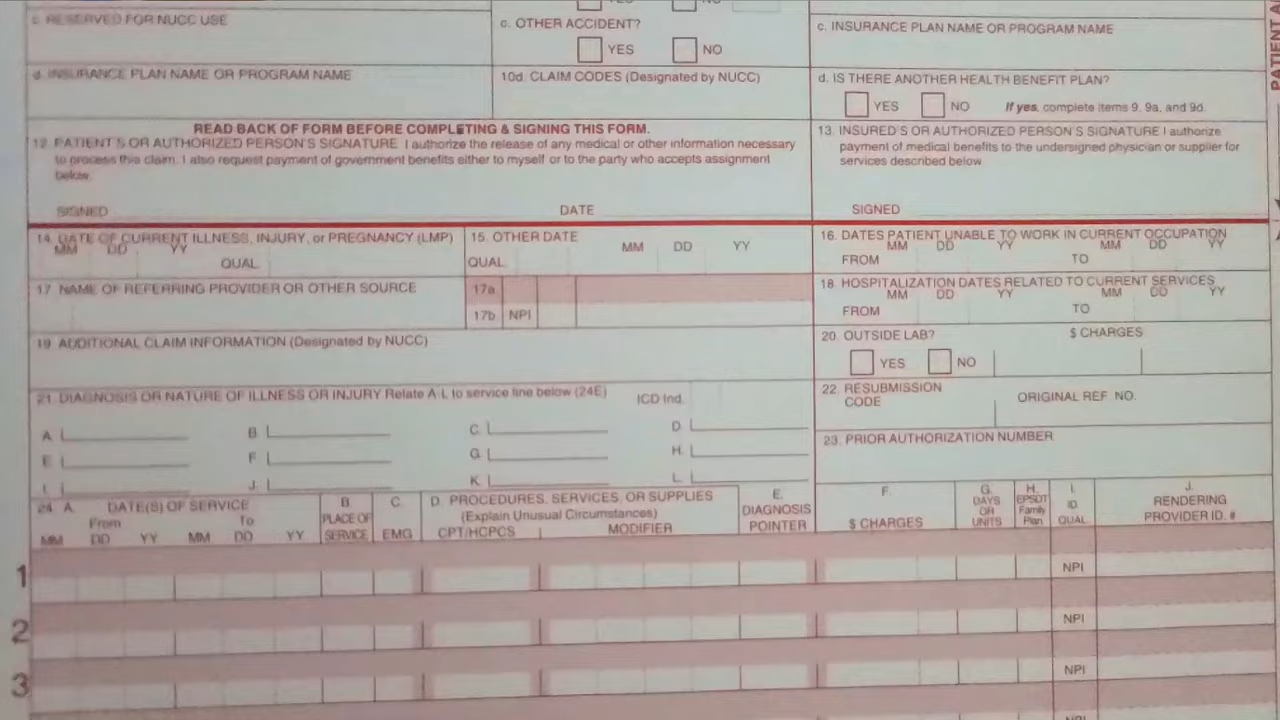 c. RESERVED FOR NUCC USE
c. OTHER ACCIDENT?
YES NO
c. INSURANCE PLAN NAME OR PROGRAM NAME
d. INSURANCE PLAN NAME OR PROGRAM NAME
10d. CLAIM CODES (Designated by NUCC)
d. IS THERE ANOTHER HEALTH BENEFIT PLAN?
YES NO If yes, complete items 9, 9a, and 9d.
READ BACK OF FORM BEFORE COMPLETING & SIGNING THIS FORM.
12. PATIENT'S OR AUTHORIZED PERSON'S SIGNATURE I authorize the release of any medical or other information necessary
to process this claim. I also request payment of government benefits either to myself or to the party who accepts assignment
below.
SIGNED DATE
13. INSURED'S OR AUTHORIZED PERSON'S SIGNATURE I authorize
payment of medical benefits to the undersigned physician or supplier for
services described below.
SIGNED
14. DATE OF CURRENT ILLNESS, INJURY, or PREGNANCY (LMP)
MM DD YY
QUAL.
15. OTHER DATE
MM DD YY
QUAL.
16. DATES PATIENT UNABLE TO WORK IN CURRENT OCCUPATION
MM DD YY MM DD YY
FROM TO
17. NAME OF REFERRING PROVIDER OR OTHER SOURCE
17a.
17b. NPI
18. HOSPITALIZATION DATES RELATED TO CURRENT SERVICES
MM DD YY MM DD YY
FROM TO
19. ADDITIONAL CLAIM INFORMATION (Designated by NUCC)
20. OUTSIDE LAB? $ CHARGES
YES NO
21. DIAGNOSIS OR NATURE OF ILLNESS OR INJURY Relate A-L to service line below (24E)
ICD Ind.
A. B. C. D.
E. F. G. H.
I. J. K. L.
22. RESUBMISSION
CODE
ORIGINAL REF. NO.
23. PRIOR AUTHORIZATION NUMBER
24. A. DATE(S) OF SERVICE
From To
MM DD YY MM DD YY
B.
PLACE OF
SERVICE
C.
EMG
D. PROCEDURES, SERVICES, OR SUPPLIES
(Explain Unusual Circumstances)
CPT/HCPCS MODIFIER
E.
DIAGNOSIS
POINTER
F.
$ CHARGES
G.
DAYS
OR
UNITS
H.
EPSDT
Family
Plan
I.
ID.
QUAL.
J.
RENDERING
PROVIDER ID. #
1
NPI
2
NPI
3
NPI
NPI